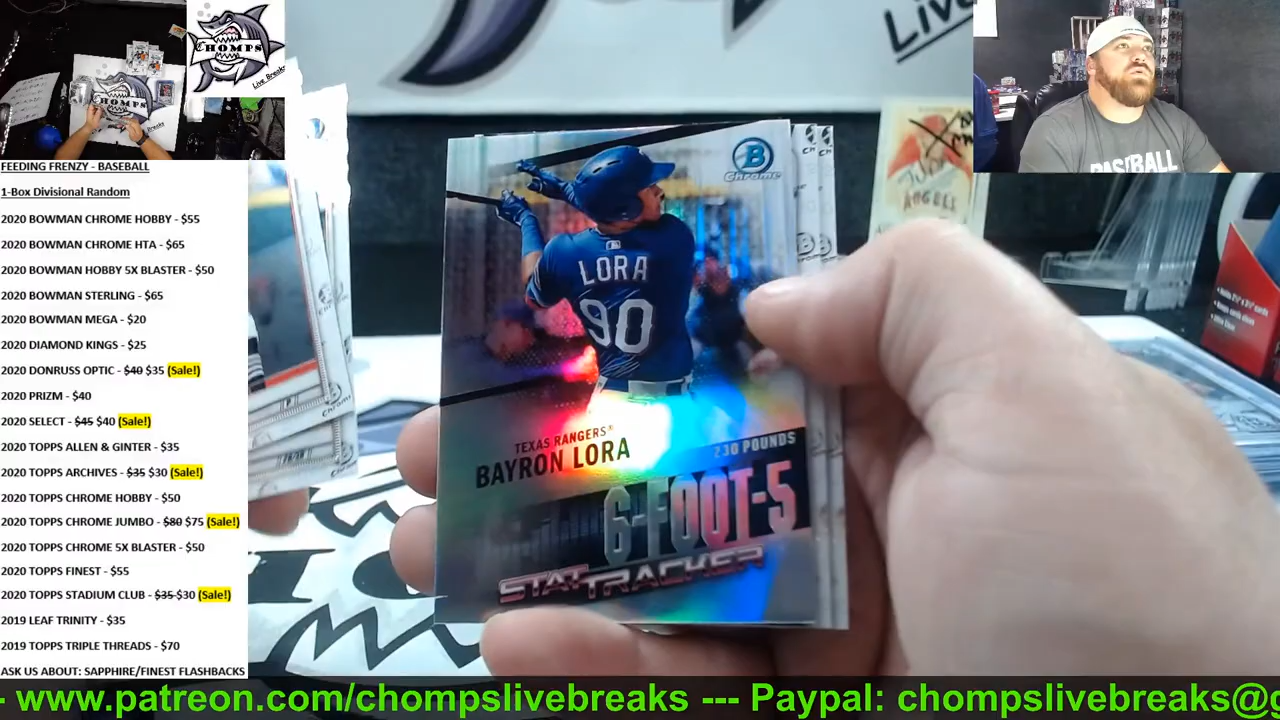 CHOMPS
Live Breaks
Live
CHOMPS
FEEDING FRENZY - BASEBALL
1-Box Divisional Random
2020 BOWMAN CHROME HOBBY - $55
2020 BOWMAN CHROME HTA - $65
2020 BOWMAN HOBBY 5X BLASTER - $50
2020 BOWMAN STERLING - $65
2020 BOWMAN MEGA - $20
2020 DIAMOND KINGS - $25
2020 DONRUSS OPTIC - $40 $35 (Sale!)
2020 PRIZM - $40
2020 SELECT - $45 $40 (Sale!)
2020 TOPPS ALLEN & GINTER - $35
2020 TOPPS ARCHIVES - $35 $30 (Sale!)
2020 TOPPS CHROME HOBBY - $50
2020 TOPPS CHROME JUMBO - $80 $75 (Sale!)
2020 TOPPS CHROME 5X BLASTER - $50
2020 TOPPS FINEST - $55
2020 TOPPS STADIUM CLUB - $35 $30 (Sale!)
2019 LEAF TRINITY - $35
2019 TOPPS TRIPLE THREADS - $70
ASK US ABOUT: SAPPHIRE/FINEST FLASHBACKS
B
Chrome
LORA
90
TEXAS RANGERS®
BAYRON LORA
230 POUNDS
6-FOOT-5
STAT TRACKER
BASEBALL
- www.patreon.com/chompslivebreaks --- Paypal: chompslivebreaks@g